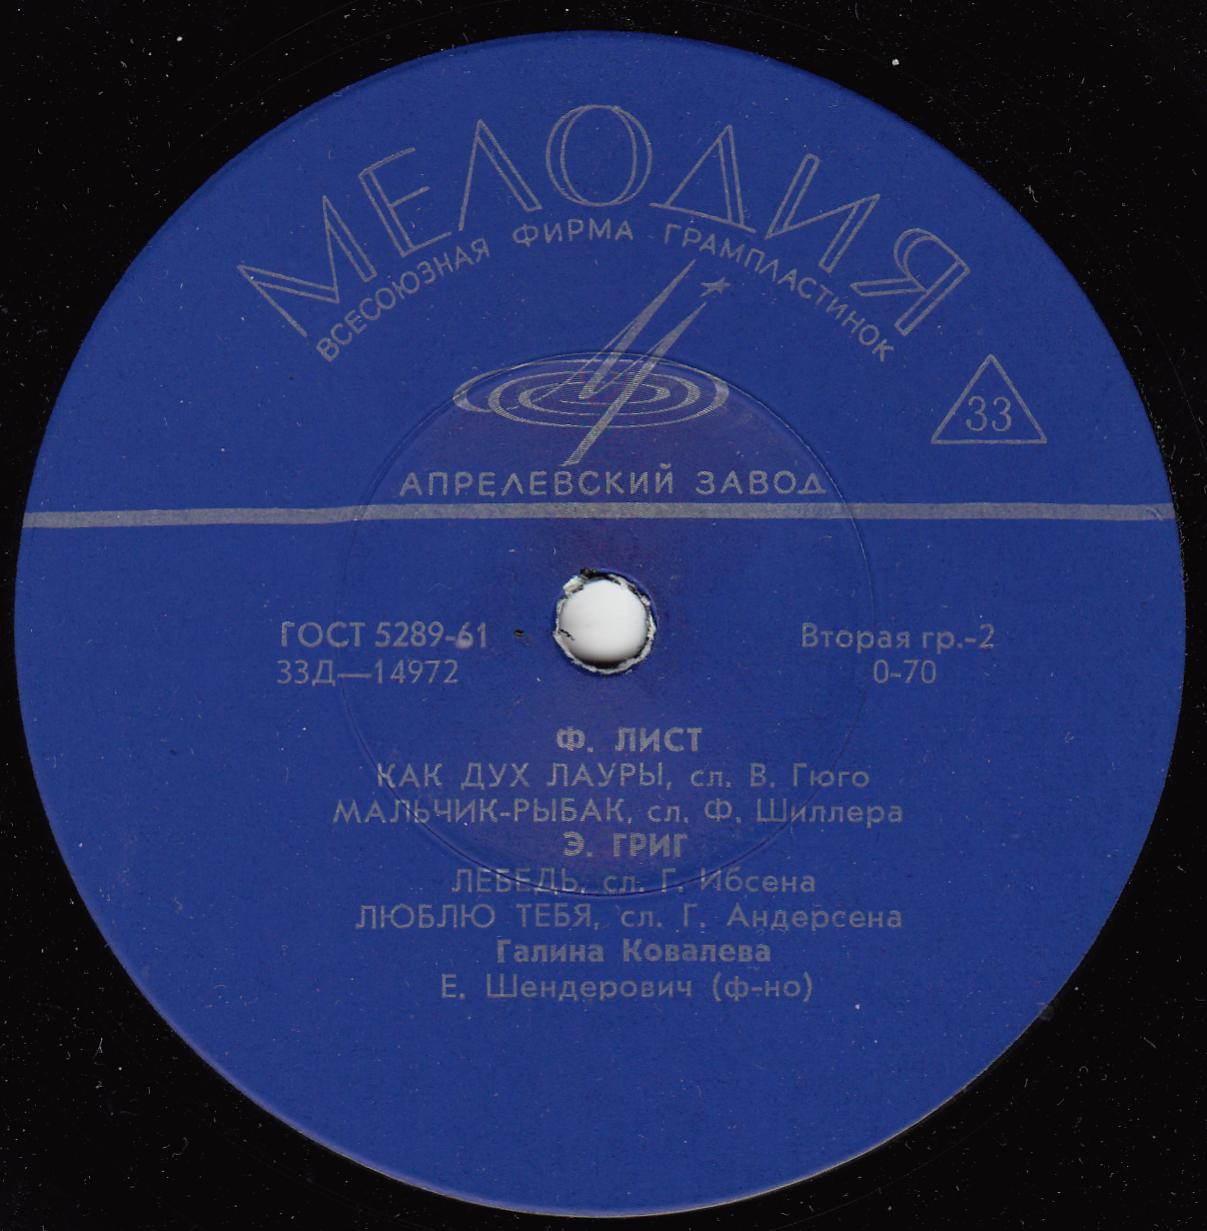 МЕЛОДИЯ
ВСЕСОЮЗНАЯ ФИРМА ГРАМПЛАСТИНОК
33
АПРЕЛЕВСКИЙ ЗАВОД
ГОСТ 5289-61
33Д—14972
Вторая гр.-2
0-70
Ф. ЛИСТ
КАК ДУХ ЛАУРЫ, сл. В. Гюго
МАЛЬЧИК-РЫБАК, сл. Ф. Шиллера
Э. ГРИГ
ЛЕБЕДЬ, сл. Г. Ибсена
ЛЮБЛЮ ТЕБЯ, сл. Г. Андерсена
Галина Ковалева
Е. Шендерович (ф-но)